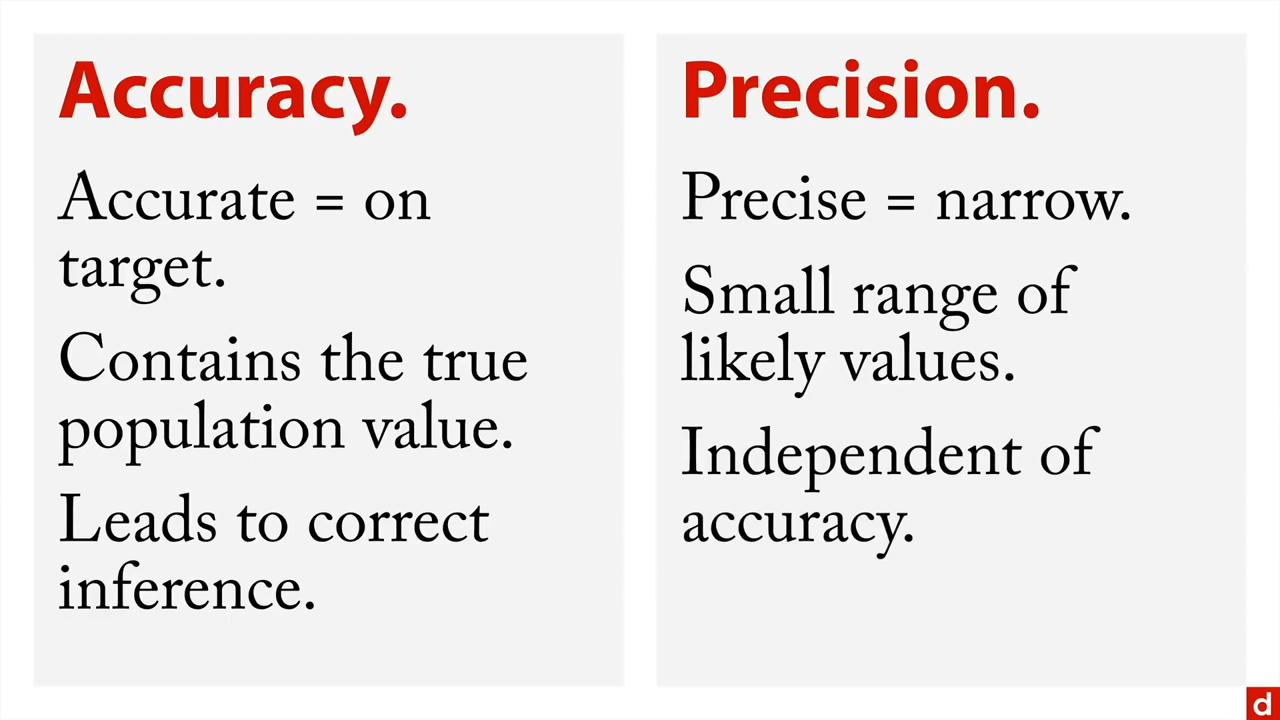 Accuracy.
Accurate = on
target.
Contains the true
population value.
Leads to correct
inference.
Precision.
Precise = narrow.
Small range of
likely values.
Independent of
accuracy.
d